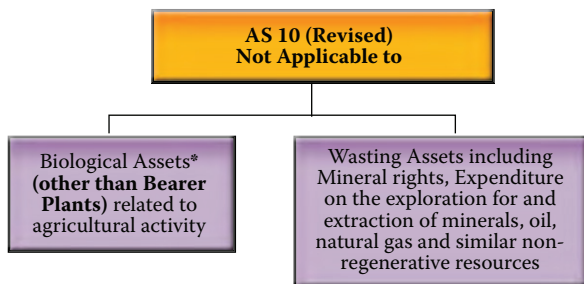 AS 10 (Revised)
Not Applicable to
Biological Assets*
(other than Bearer
Plants) related to
agricultural activity
Wasting Assets including
Mineral rights, Expenditure
on the exploration for and
extraction of minerals, oil,
natural gas and similar non-
regenerative resources